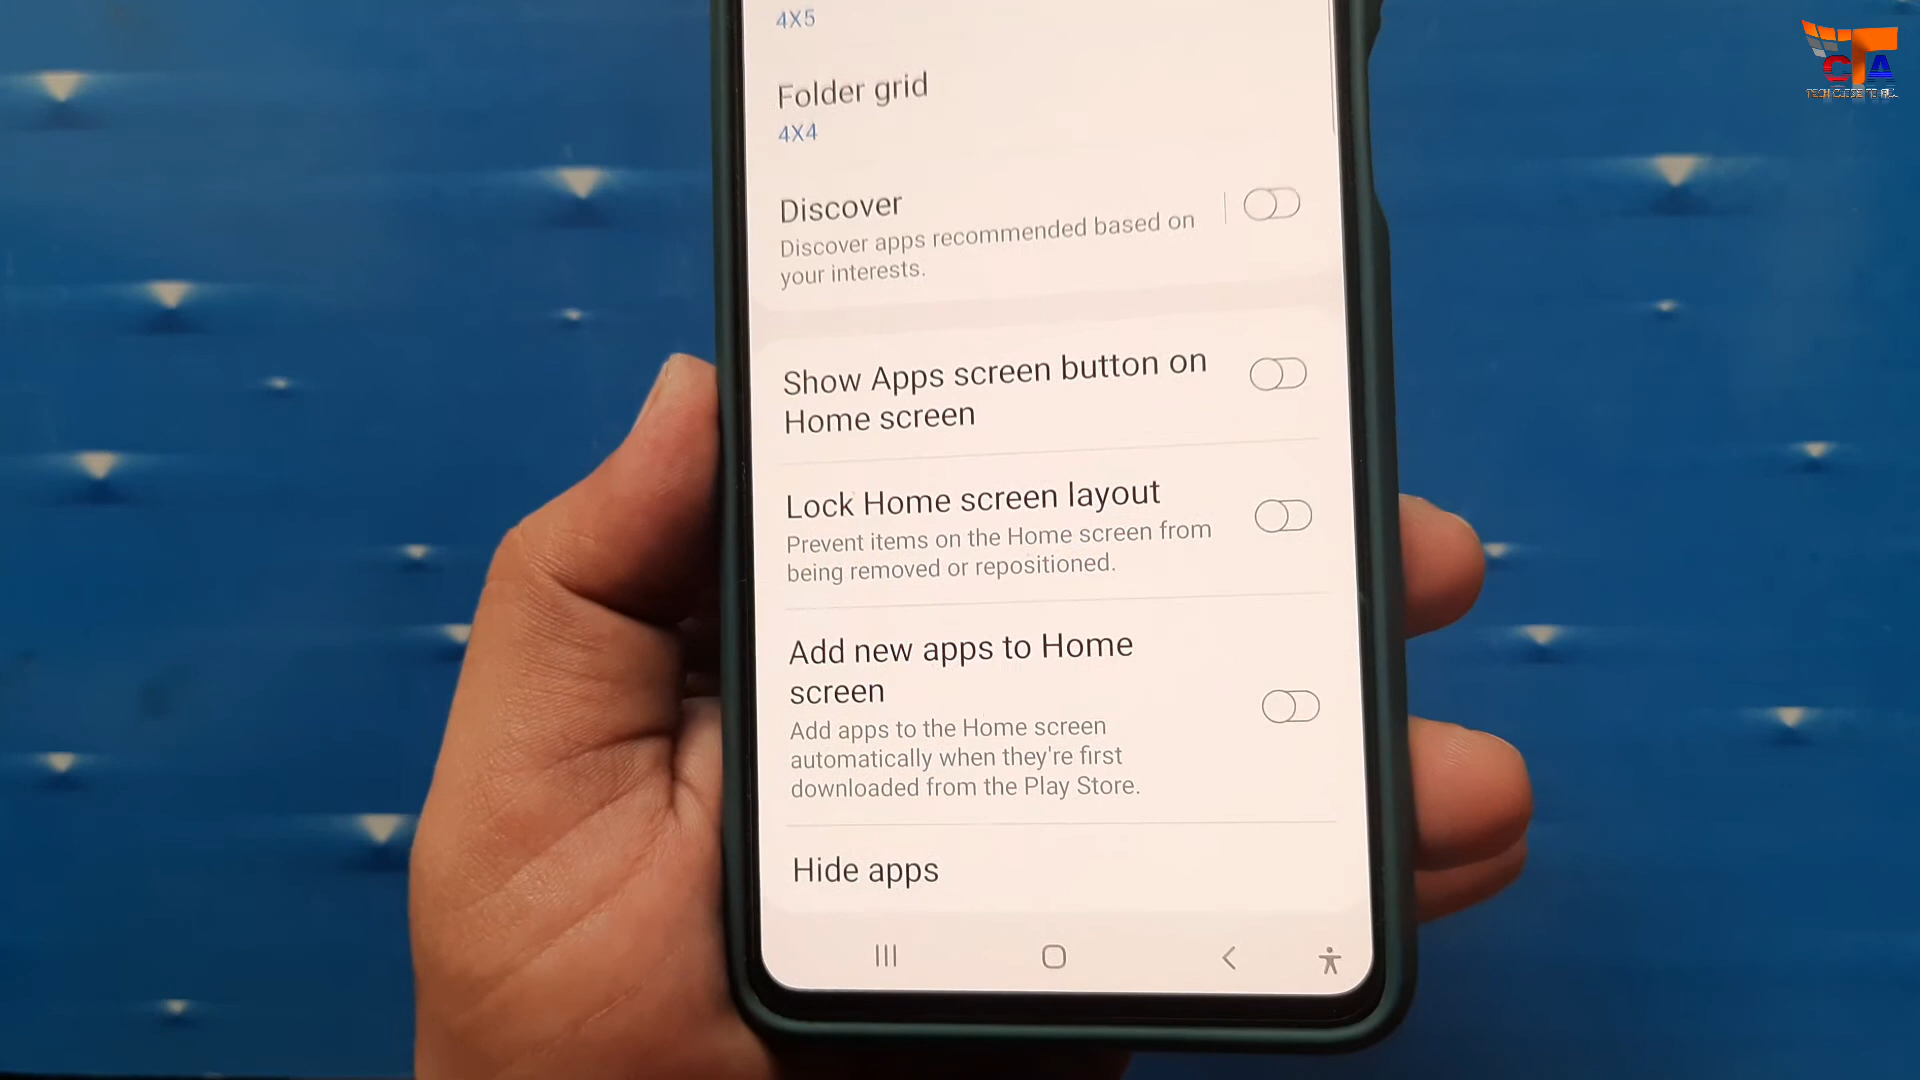 4X5
Folder grid
4X4
Discover
Discover apps recommended based on
your interests.
Show Apps screen button on
Home screen
Lock Home screen layout
Prevent items on the Home screen from
being removed or repositioned.
Add new apps to Home
screen
Add apps to the Home screen
automatically when they're first
downloaded from the Play Store.
Hide apps
CTA